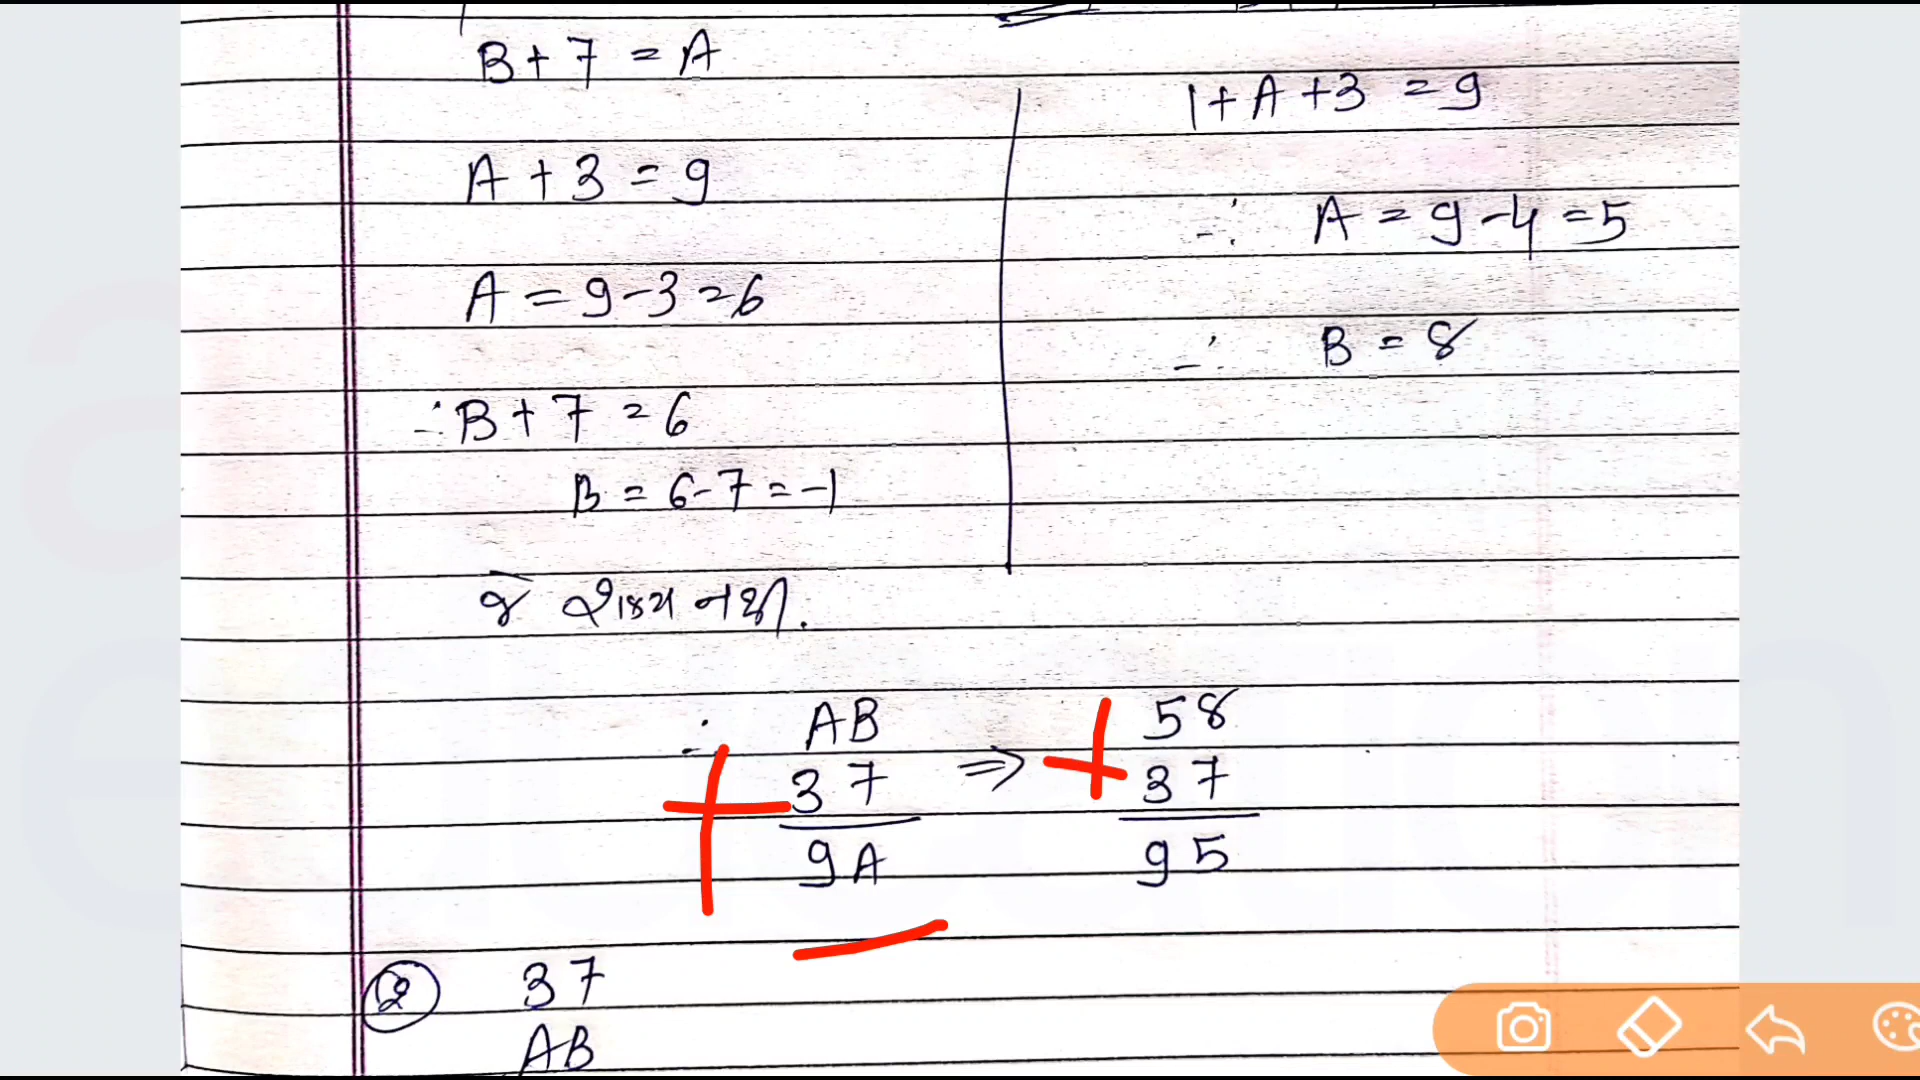 B + 7 = A
A + 3 = 9
A = 9 - 3 = 6
∴ B + 7 = 6
B = 6 - 7 = -1
જે શક્ય નથી.
1 + A + 3 = 9
∴ A = 9 - 4 = 5
∴ B = 8
∴ AB ⇒ 58
+ 37 + 37
9A 95
② 37
AB